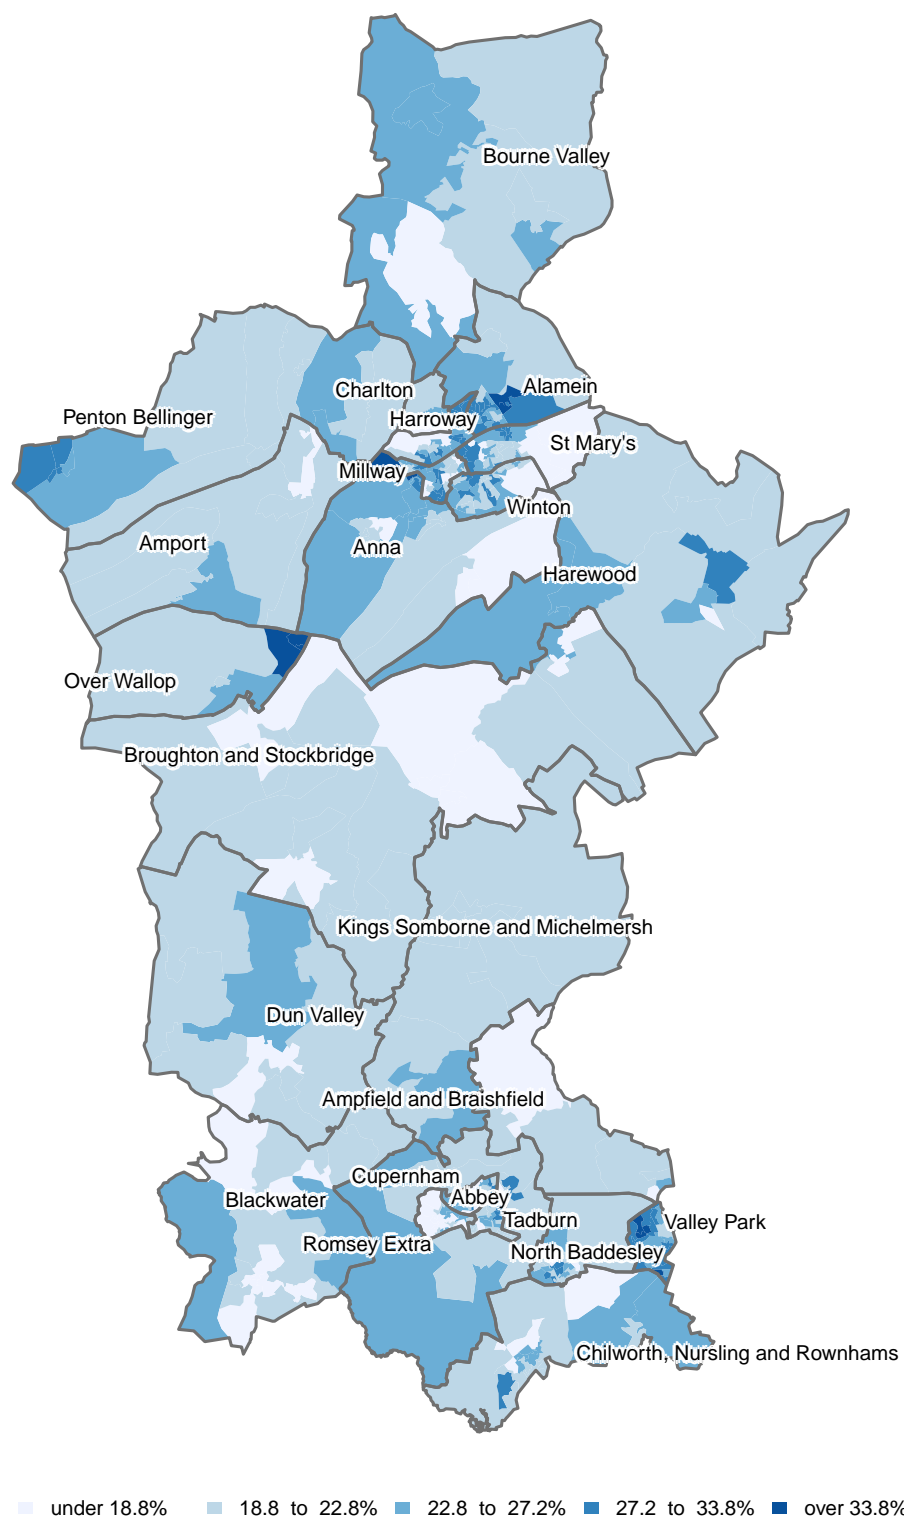 Bourne Valley
Alamein
Charlton
Penton Bellinger
Harroway
St Mary's
Millway
Winton
Amport
Anna
Harewood
Over Wallop
Broughton and Stockbridge
Kings Somborne and Michelmersh
Dun Valley
Ampfield and Braishfield
Cupernham
Blackwater
Abbey
Tadburn
Valley Park
Romsey Extra
North Baddesley
Chilworth, Nursling and Rownhams
under 18.8% 18.8 to 22.8% 22.8 to 27.2% 27.2 to 33.8% over 33.8%